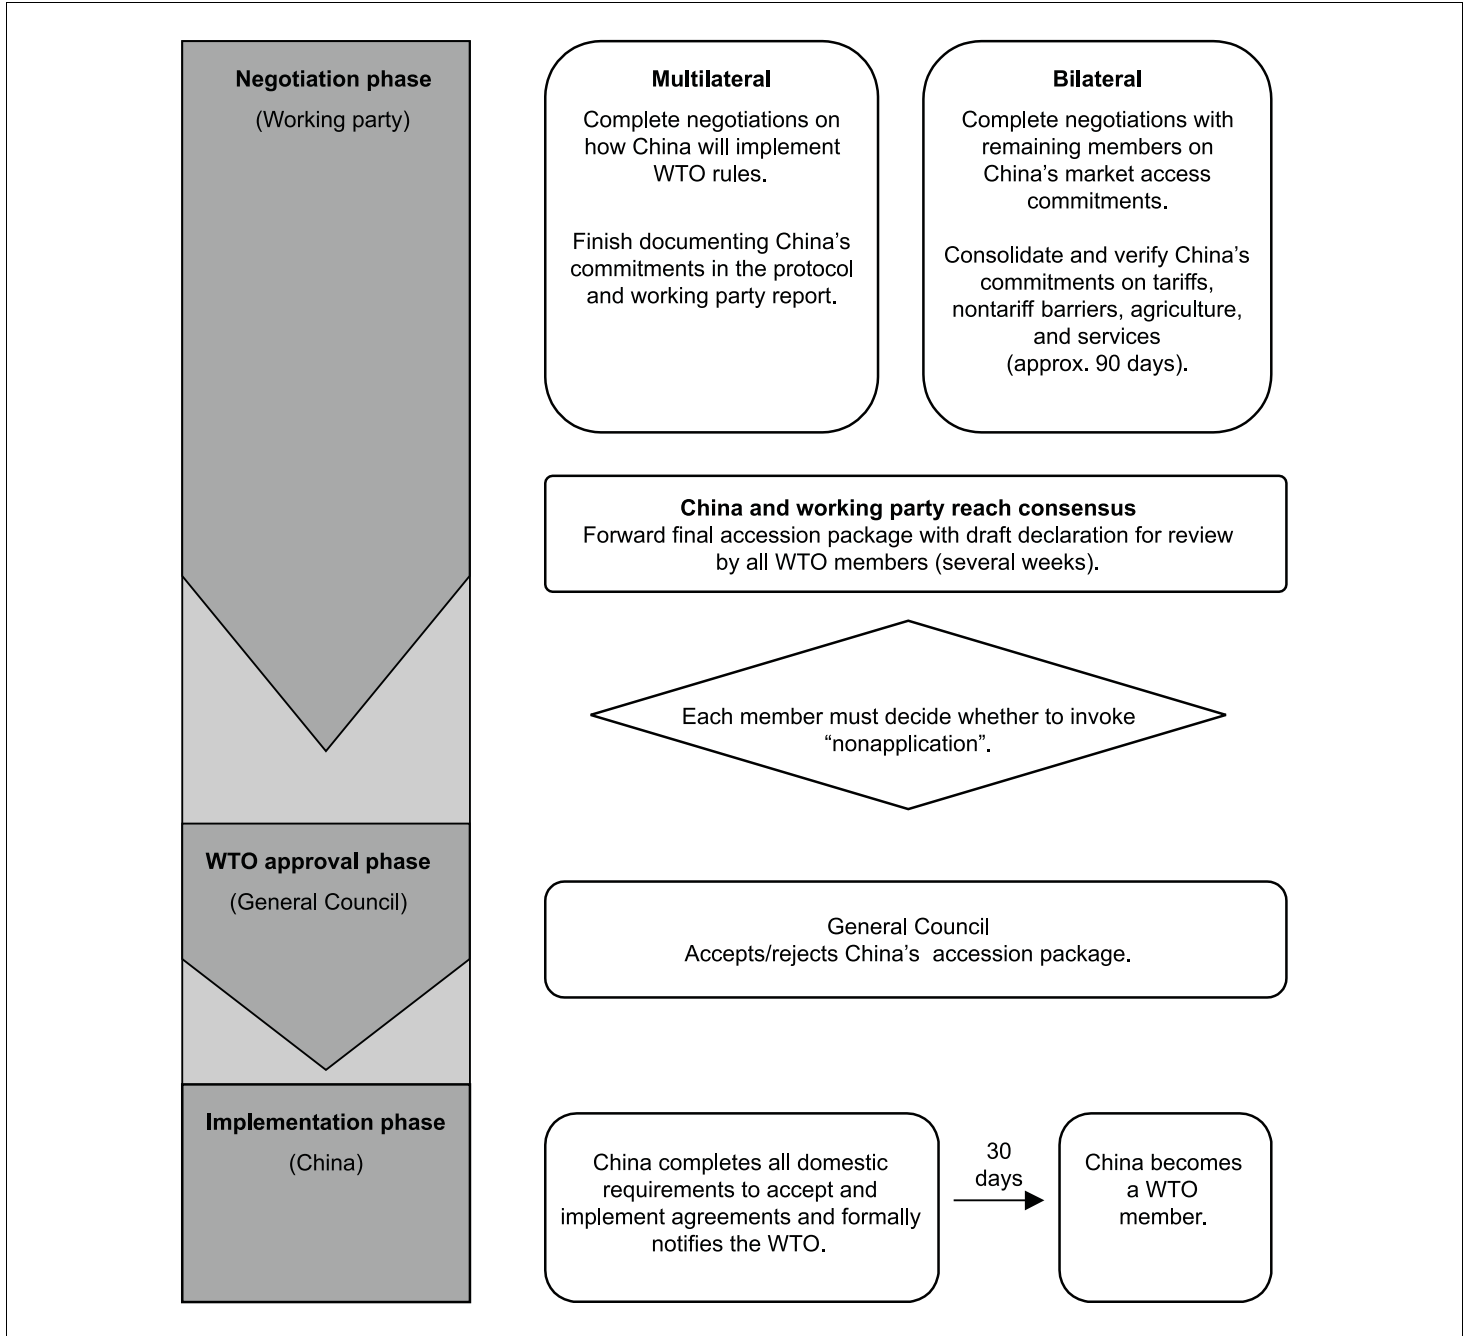 Negotiation phase
(Working party)
Multilateral
Complete negotiations on
how China will implement
WTO rules.
Finish documenting China's
commitments in the protocol
and working party report.
Bilateral
Complete negotiations with
remaining members on
China's market access
commitments.
Consolidate and verify China's
commitments on tariffs,
nontariff barriers, agriculture,
and services
(approx. 90 days).
China and working party reach consensus
Forward final accession package with draft declaration for review
by all WTO members (several weeks).
Each member must decide whether to invoke
“nonapplication”.
WTO approval phase
(General Council)
General Council
Accepts/rejects China's accession package.
Implementation phase
(China)
China completes all domestic
requirements to accept and
implement agreements and formally
notifies the WTO.
30
days
China becomes
a WTO
member.